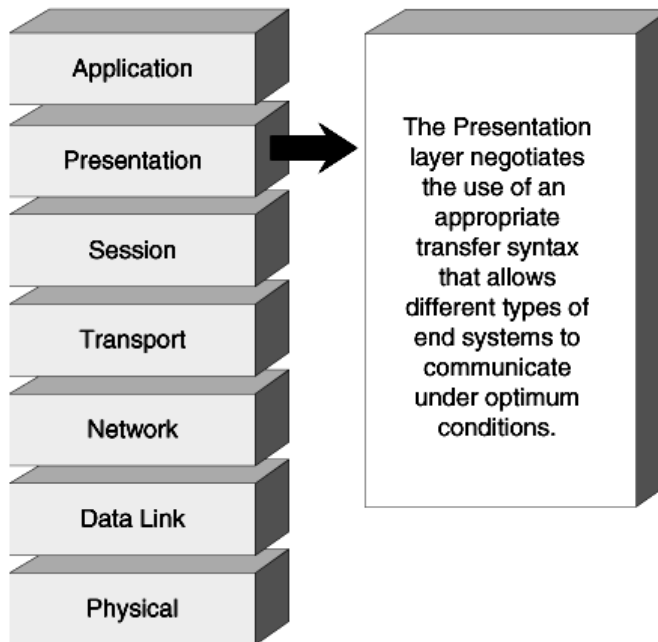 Application
Presentation
Session
Transport
Network
Data Link
Physical
The Presentation
layer negotiates
the use of an
appropriate
transfer syntax
that allows
different types of
end systems to
communicate
under optimum
conditions.